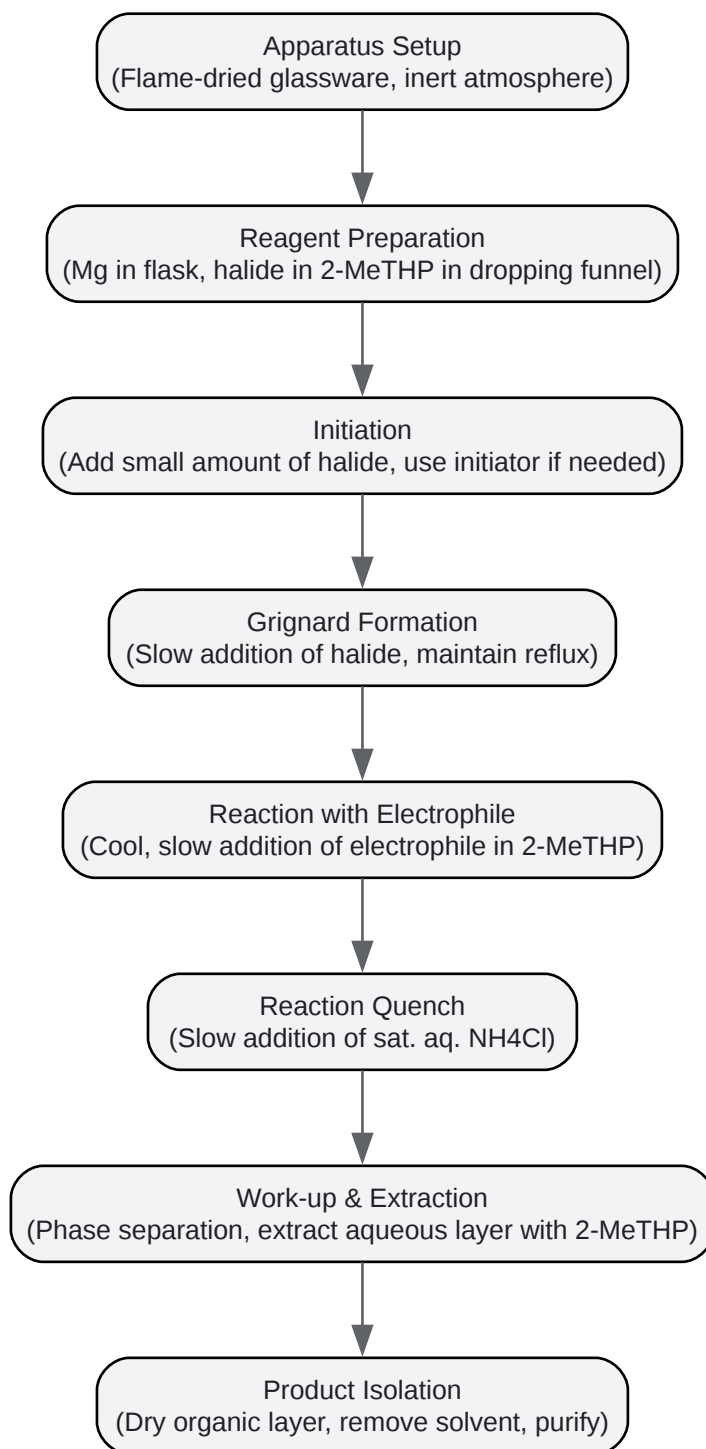 Apparatus Setup
(Flame-dried glassware, inert atmosphere)
Reagent Preparation
(Mg in flask, halide in 2-MeTHP in dropping funnel)
Initiation
(Add small amount of halide, use initiator if needed)
Grignard Formation
(Slow addition of halide, maintain reflux)
Reaction with Electrophile
(Cool, slow addition of electrophile in 2-MeTHP)
Reaction Quench
(Slow addition of sat. aq. NH4Cl)
Work-up & Extraction
(Phase separation, extract aqueous layer with 2-MeTHP)
Product Isolation
(Dry organic layer, remove solvent, purify)